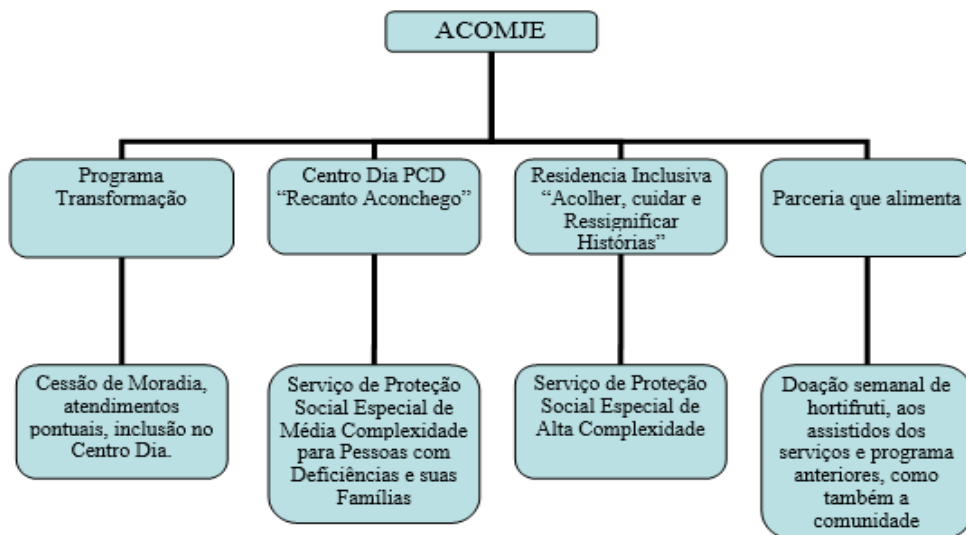 ACOMJE
Programa
Transformação
Centro Dia PCD
“Recanto Aconchego”
Residencia Inclusiva
“Acolher, cuidar e
Ressignificar
Histórias”
Parceria que alimenta
Cessão de Moradia,
atendimentos
pontuais, inclusão no
Centro Dia.
Serviço de Proteção
Social Especial de
Média Complexidade
para Pessoas com
Deficiências e suas
Famílias
Serviço de Proteção
Social Especial de
Alta Complexidade
Doação semanal de
hortifruti, aos
assistidos dos
serviços e programa
anteriores, como
também a
comunidade